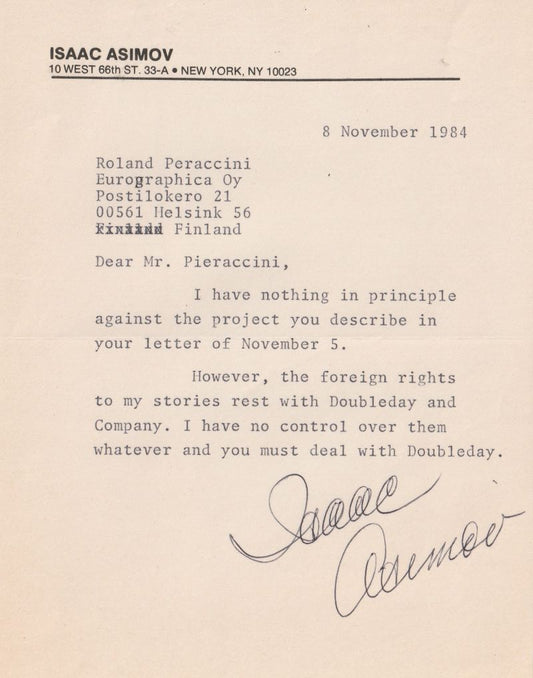 ISAAC ASIMOV
10 WEST 66th ST. 33-A • NEW YORK, NY 10023
8 November 1984
Roland Peraccini
Eurographica Oy
Postilokero 21
00561 Helsink 56
Finland
Dear Mr. Pieraccini,
I have nothing in principle
against the project you describe in
your letter of November 5.
However, the foreign rights
to my stories rest with Doubleday and
Company. I have no control over them
whatever and you must deal with Doubleday.
Isaac
Asimov